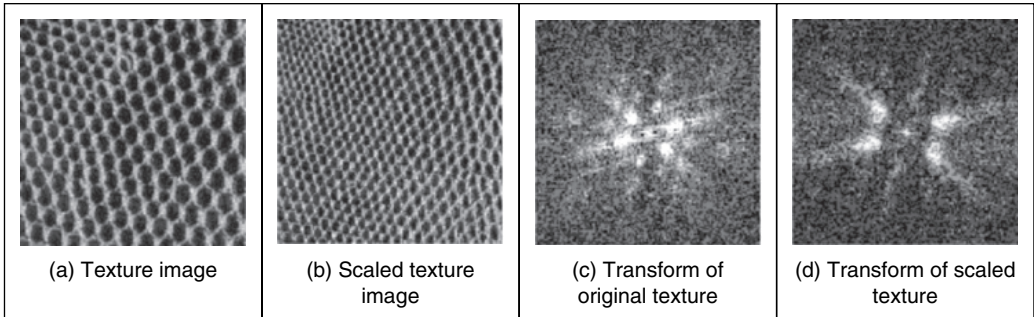 (a) Texture image
(b) Scaled texture
image
(c) Transform of
original texture
(d) Transform of scaled
texture